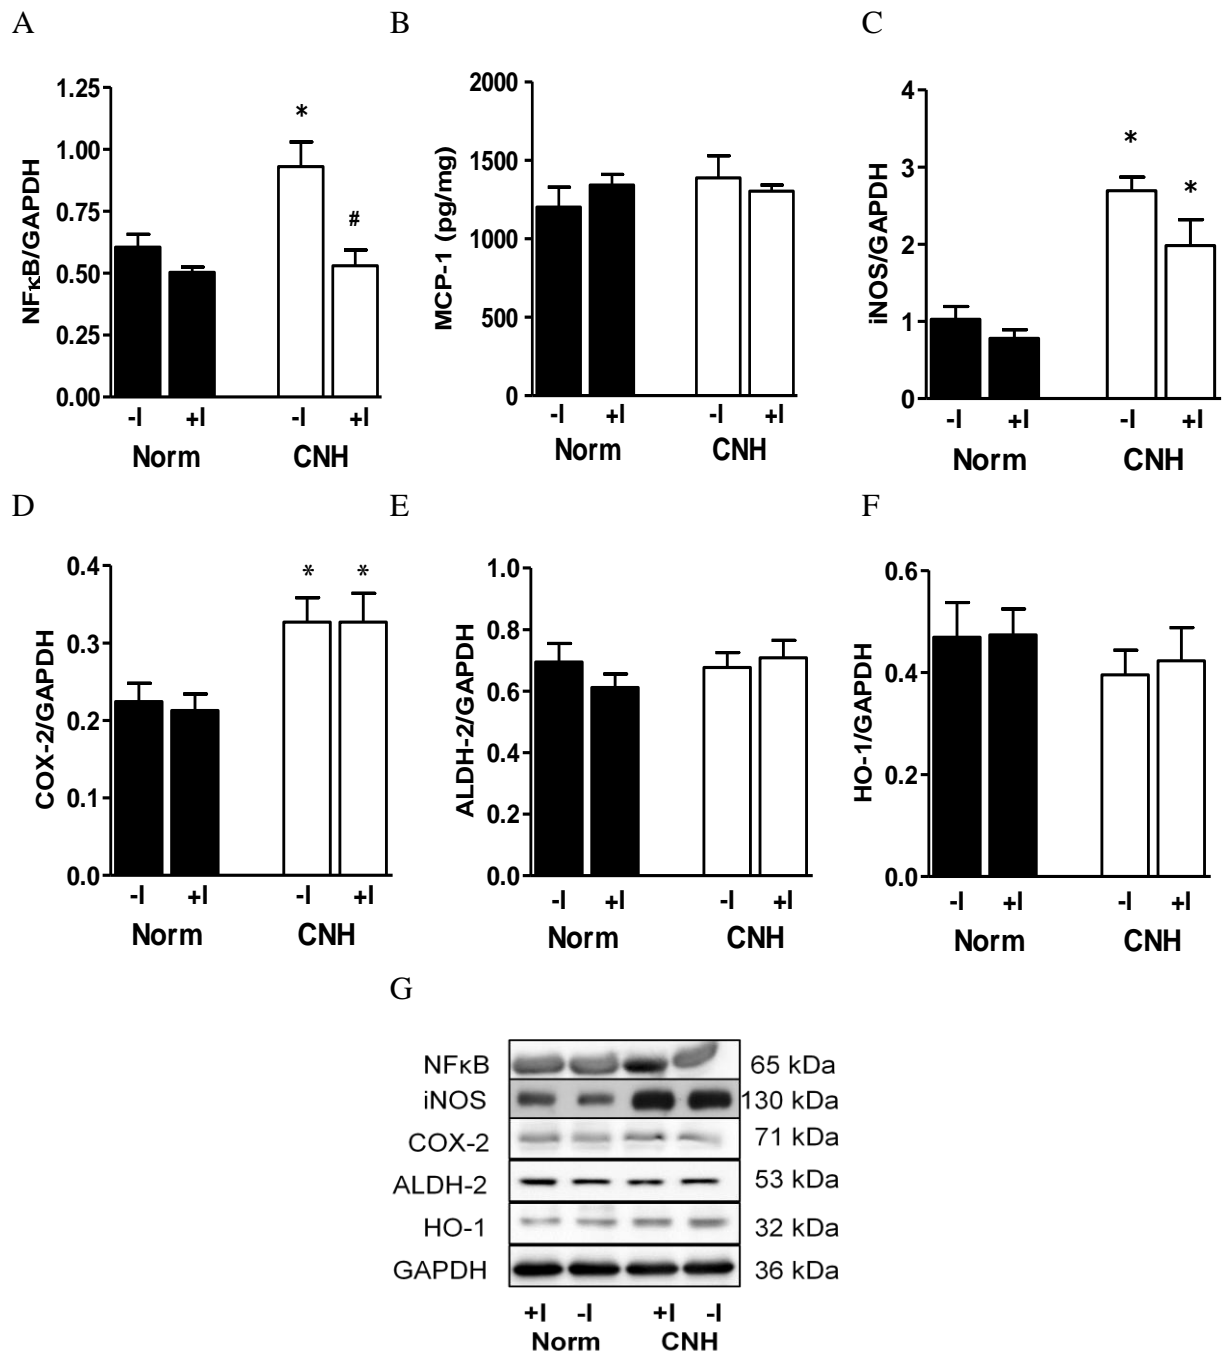 A
B
C
NFκB/GAPDH
1.25
1.00
0.75
0.50
0.25
0.00
*
#
-I +I -I +I
Norm CNH
MCP-1 (pg/mg)
2000
1500
1000
500
0
-I +I -I +I
Norm CNH
iNOS/GAPDH
4
3
2
1
0
*
*
-I +I -I +I
Norm CNH
D
E
F
COX-2/GAPDH
0.4
0.3
0.2
0.1
0.0
* *
-I +I -I +I
Norm CNH
ALDH-2/GAPDH
1.0
0.8
0.6
0.4
0.2
0.0
-I +I -I +I
Norm CNH
HO-1/GAPDH
0.6
0.4
0.2
0.0
-I +I -I +I
Norm CNH
G
NFκB 65 kDa
iNOS 130 kDa
COX-2 71 kDa
ALDH-2 53 kDa
HO-1 32 kDa
GAPDH 36 kDa
+I -I +I -I
Norm CNH